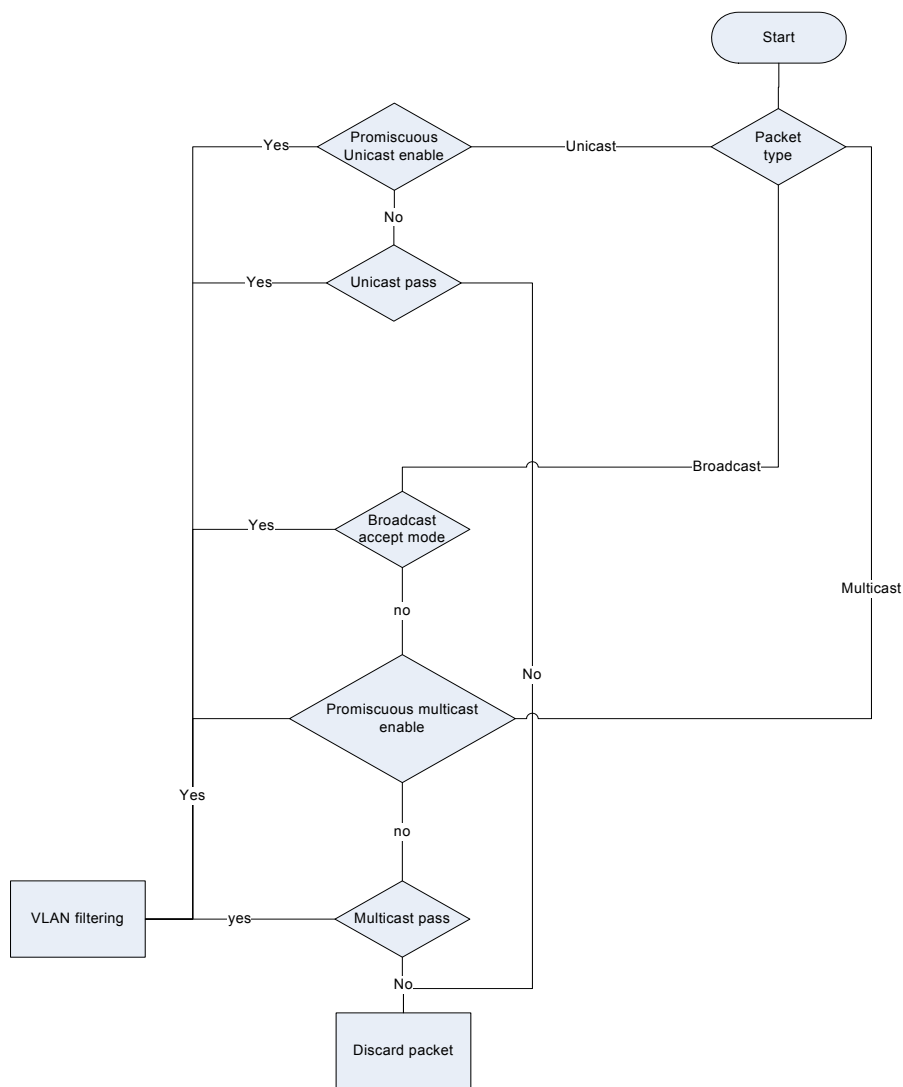 Start
Packet
type
Unicast
Promiscuous
Unicast enable
Yes
No
Unicast pass
Yes
Broadcast
Broadcast
accept mode
Yes
Multicast
no
No
Promiscuous multicast
enable
Yes
no
VLAN filtering
yes
Multicast pass
No
Discard packet